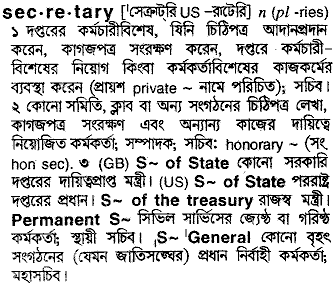 sec·re·tary ['সেক্রট্‌রি US -রাটেরি] n (pl -ries)
১ দপ্তরের কর্মচারীবিশেষ, যিনি চিঠিপত্র আদানপ্রদান
করেন, কাগজপত্র সংরক্ষণ করেন, দপ্তরে কর্মচারী-
বিশেষের নিয়োগ কিংবা কর্মকর্তাবিশেষের কাজকর্মের
ব্যবস্থা করেন (প্রায়শ private ~ নামে পরিচিত); সচিব।
২ কোনো সমিতি, ক্লাব বা অন্য সংগঠনের চিঠিপত্র লেখা,
কাগজপত্র সংরক্ষণ এবং অন্যান্য কাজের দায়িত্বে
নিয়োজিত কর্মকর্তা; সম্পাদক; সচিব: honorary ~ (সং
hon sec). ৩ (GB) S~ of State কোনো সরকারি
দপ্তরের দায়িত্বপ্রাপ্ত মন্ত্রী। (US) S~ of State পররাষ্ট্র
দপ্তরের প্রধান। S~ of the treasury রাজস্ব মন্ত্রী।
Permanent S~ সিভিল সার্ভিসের জ্যেষ্ঠ বা গরিষ্ঠ
কর্মকর্তা; স্থায়ী সচিব। ˌS~ ˈGeneral কোনো বৃহৎ
সংগঠনের (যেমন জাতিসঙ্ঘের) প্রধান নির্বাহী কর্মকর্তা;
মহাসচিব।